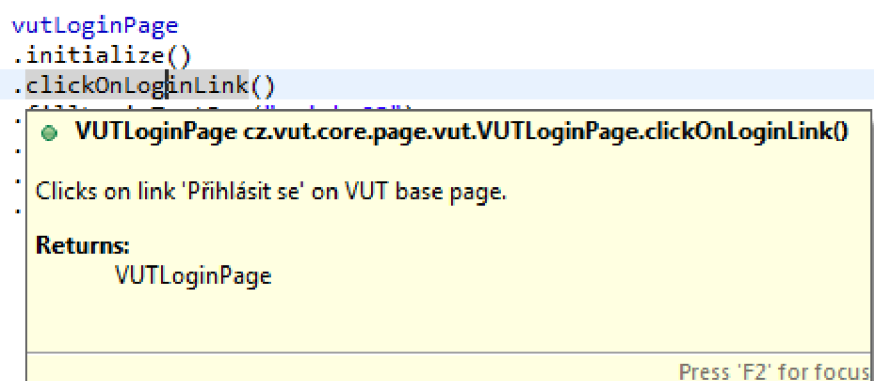 vutLoginPage
.initialize()
.clickOnLoginLink()
VUTLoginPage cz.vut.core.page.vut.VUTLoginPage.clickOnLoginLink()
Clicks on link 'Přihlásit se' on VUT base page.
Returns:
VUTLoginPage
Press 'F2' for focus